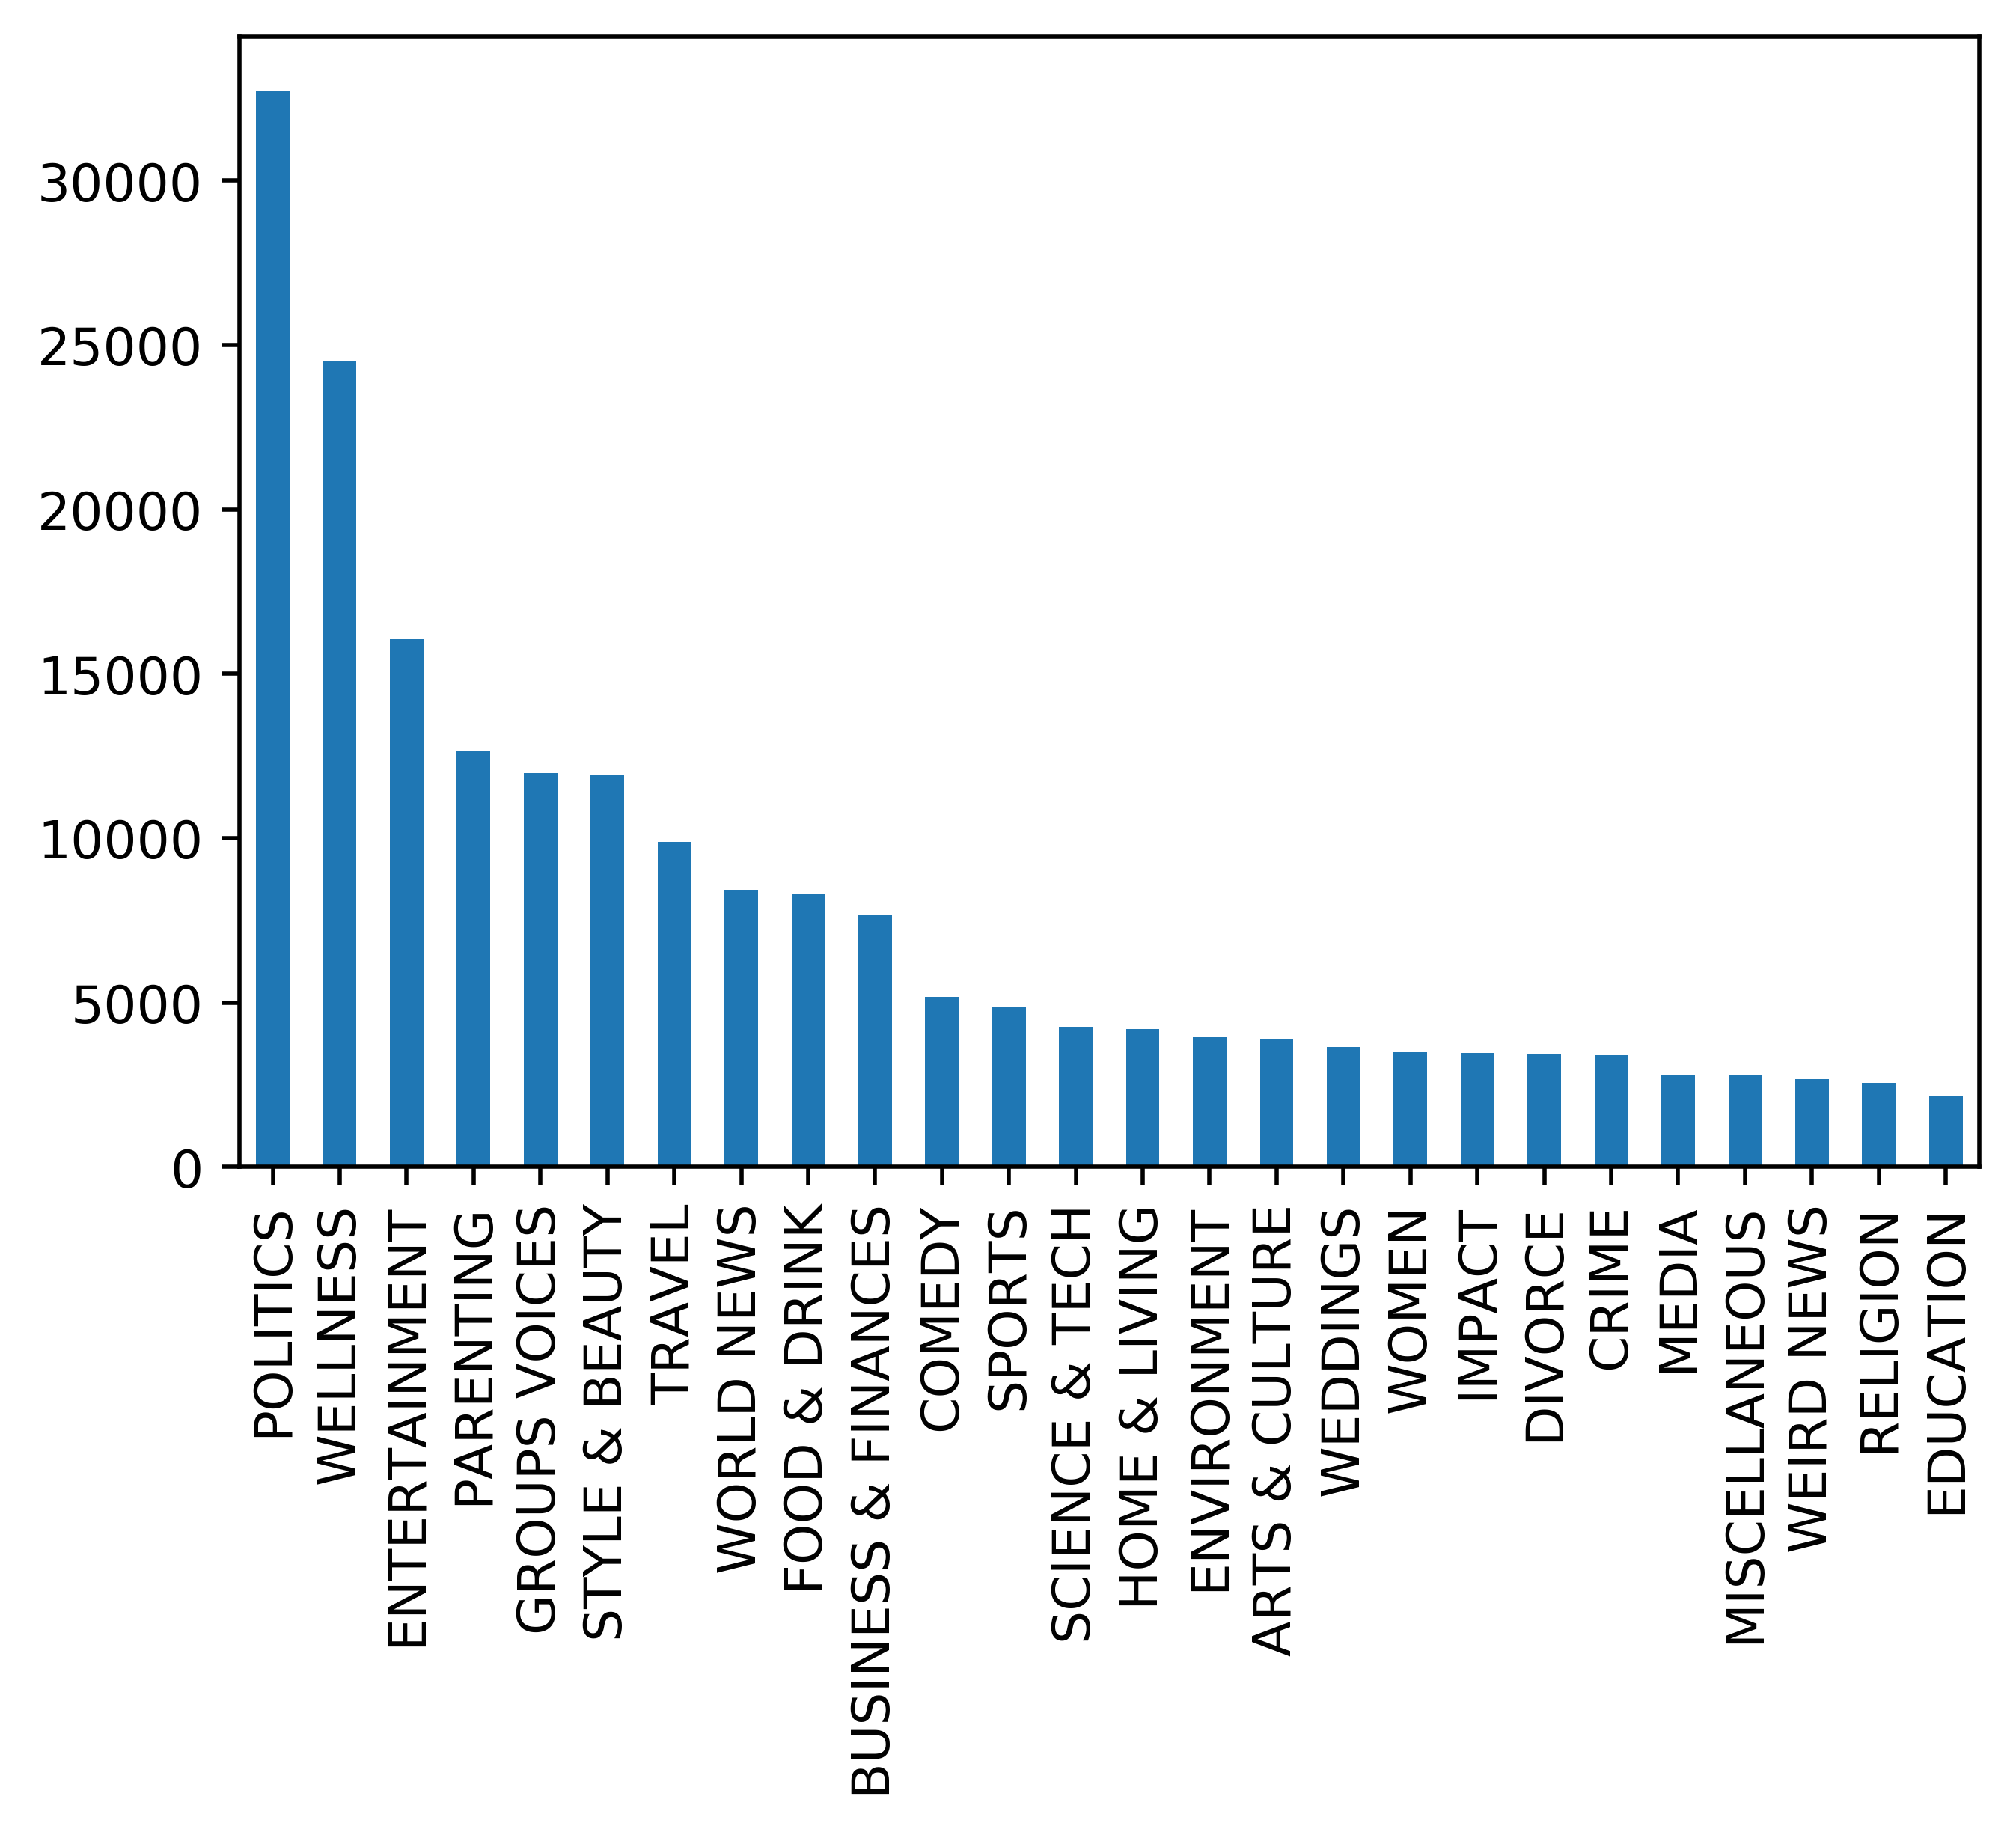 30000
25000
20000
15000
10000
5000
0
POLITICS
WELLNESS
ENTERTAINMENT
PARENTING
GROUPS VOICES
STYLE & BEAUTY
TRAVEL
WORLD NEWS
FOOD & DRINK
BUSINESS & FINANCES
COMEDY
SPORTS
SCIENCE & TECH
HOME & LIVING
ENVIRONMENT
ARTS & CULTURE
WEDDINGS
WOMEN
IMPACT
DIVORCE
CRIME
MEDIA
MISCELLANEOUS
WEIRD NEWS
RELIGION
EDUCATION